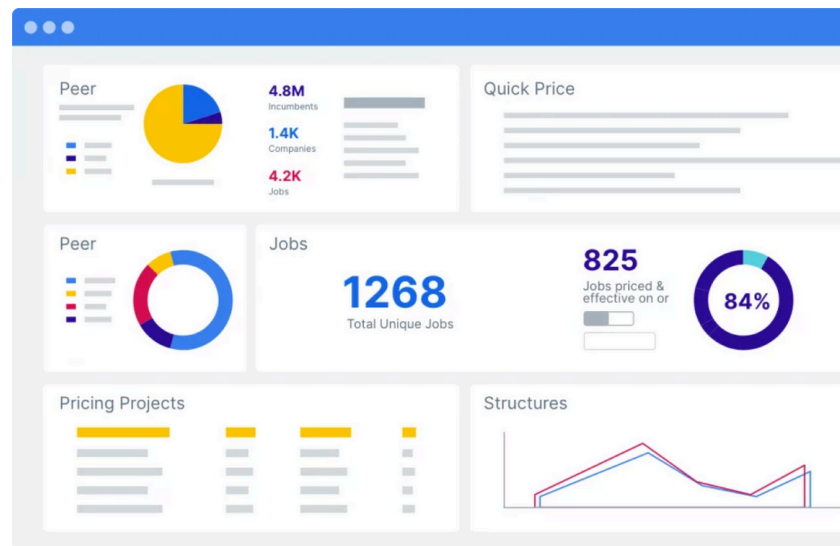 Peer
4.8M
Incumbents
1.4K
Companies
4.2K
Jobs
Quick Price
Peer
Jobs
1268
Total Unique Jobs
825
Jobs priced &
effective on or
84%
Pricing Projects
Structures